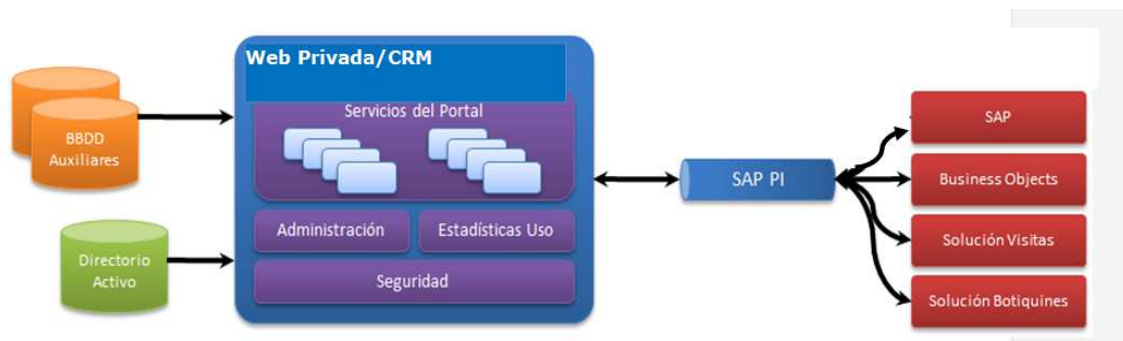 Web Privada/CRM
Servicios del Portal
BBDD
Auxiliares
Administración
Estadísticas Uso
Directorio
Activo
Seguridad
SAP PI
SAP
Business Objects
Solución Visitas
Solución Botiquines